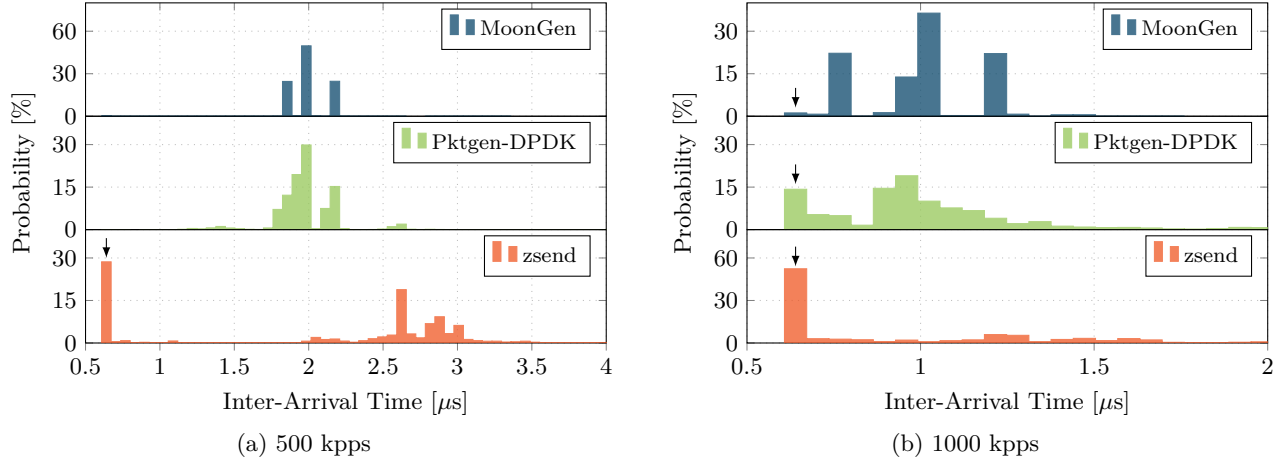 Probability [%]
60
30
0
MoonGen
30
15
0
Pktgen-DPDK
30
15
0
zsend
0.5 1 1.5 2 2.5 3 3.5 4
Inter-Arrival Time [μs]
(a) 500 kpps
Probability [%]
30
15
0
MoonGen
30
15
0
Pktgen-DPDK
60
30
0
zsend
0.5 1 1.5 2
Inter-Arrival Time [μs]
(b) 1000 kpps